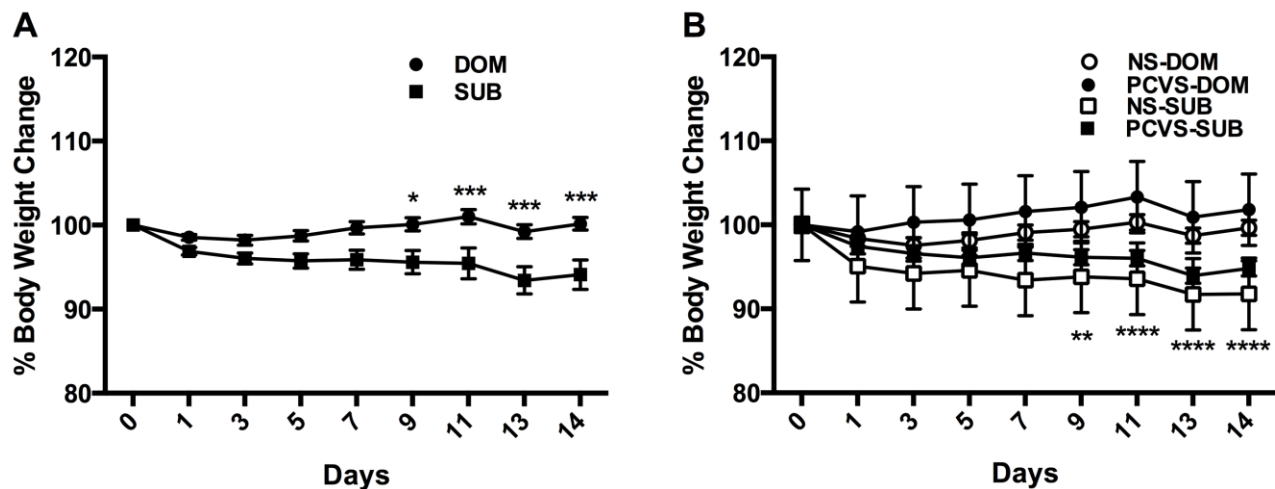 A
% Body Weight Change
120
110
100
90
80
DOM
SUB
* *** *** ***
0 1 3 5 7 9 11 13 14
Days
B
% Body Weight Change
120
110
100
90
80
NS-DOM
PCVS-DOM
NS-SUB
PCVS-SUB
** **** **** ****
0 1 3 5 7 9 11 13 14
Days